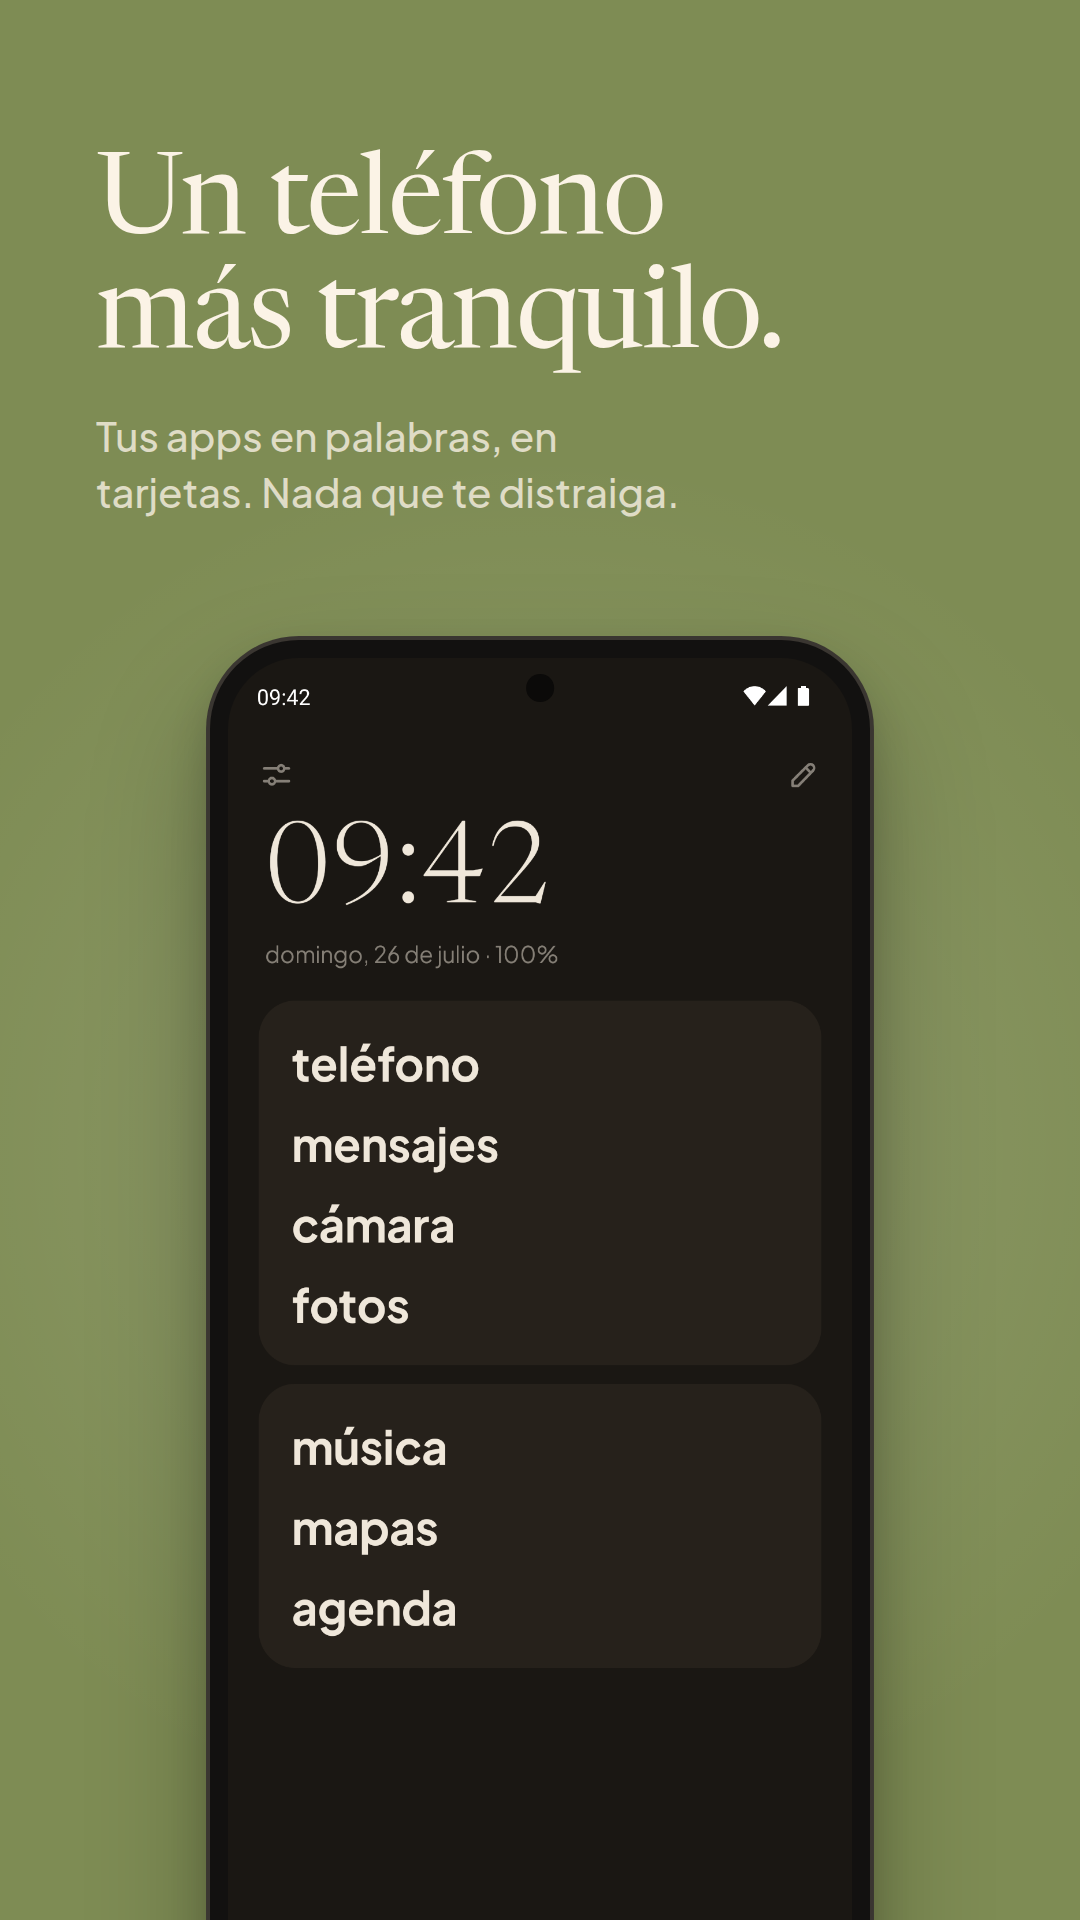 Un teléfono
más tranquilo.
Tus apps en palabras, en
tarjetas. Nada que te distraiga.
09:42
09:42
domingo, 26 de julio · 100%
teléfono
mensajes
cámara
fotos
música
mapas
agenda